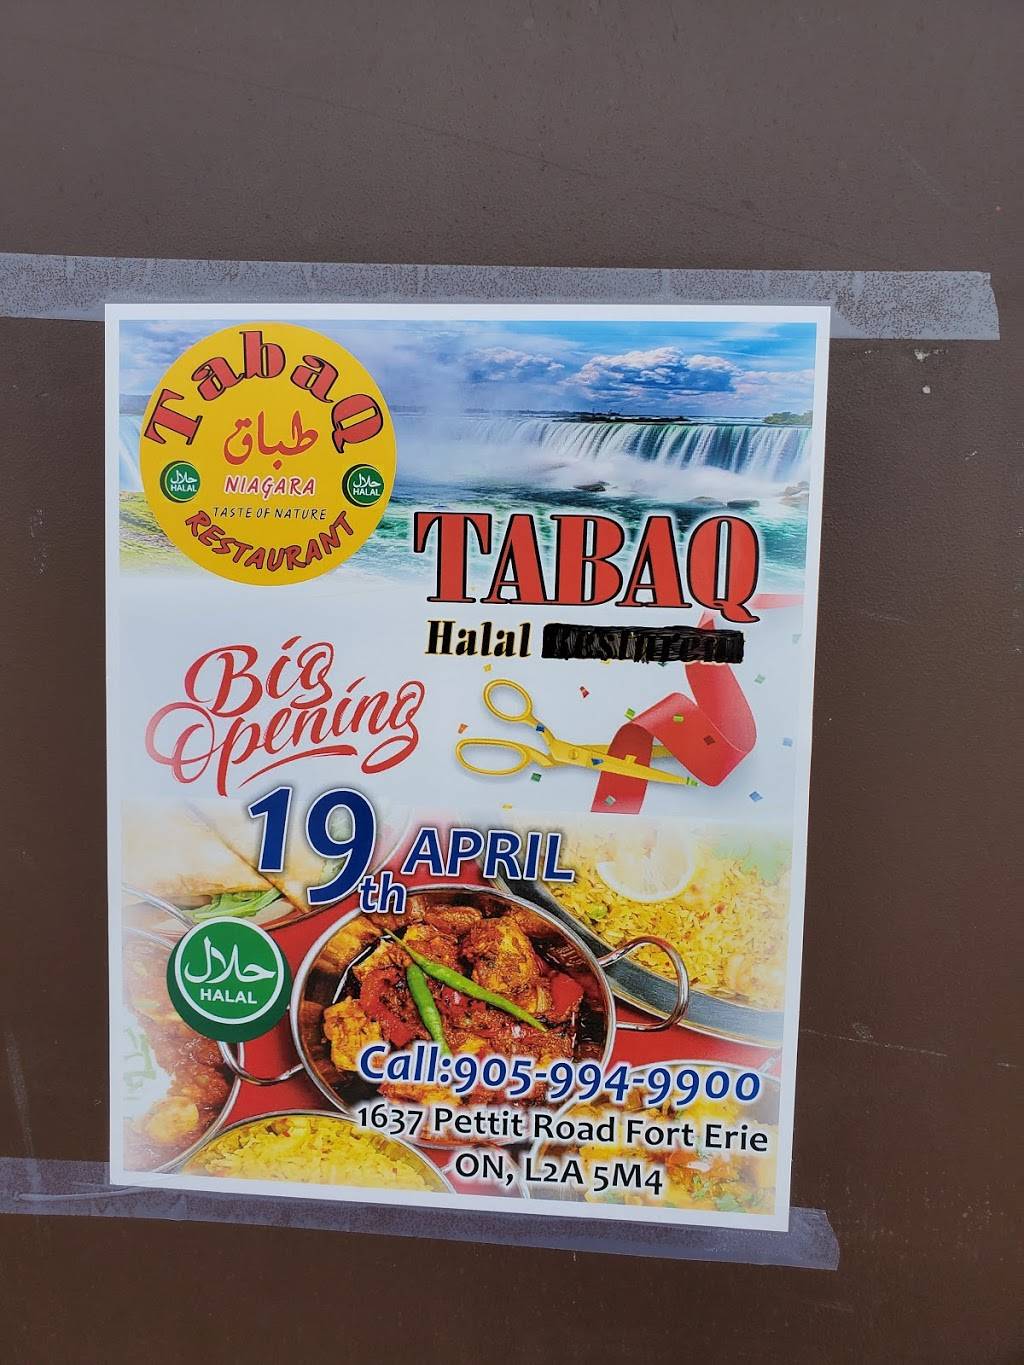 TabaQ
طباق
NIAGARA
حلال
HALAL
حلال
HALAL
TASTE OF NATURE
RESTAURANT
TABAQ
Halal
Big
Opening
19th APRIL
حلال
HALAL
Call:905-994-9900
1637 Pettit Road Fort Erie
ON, L2A 5M4